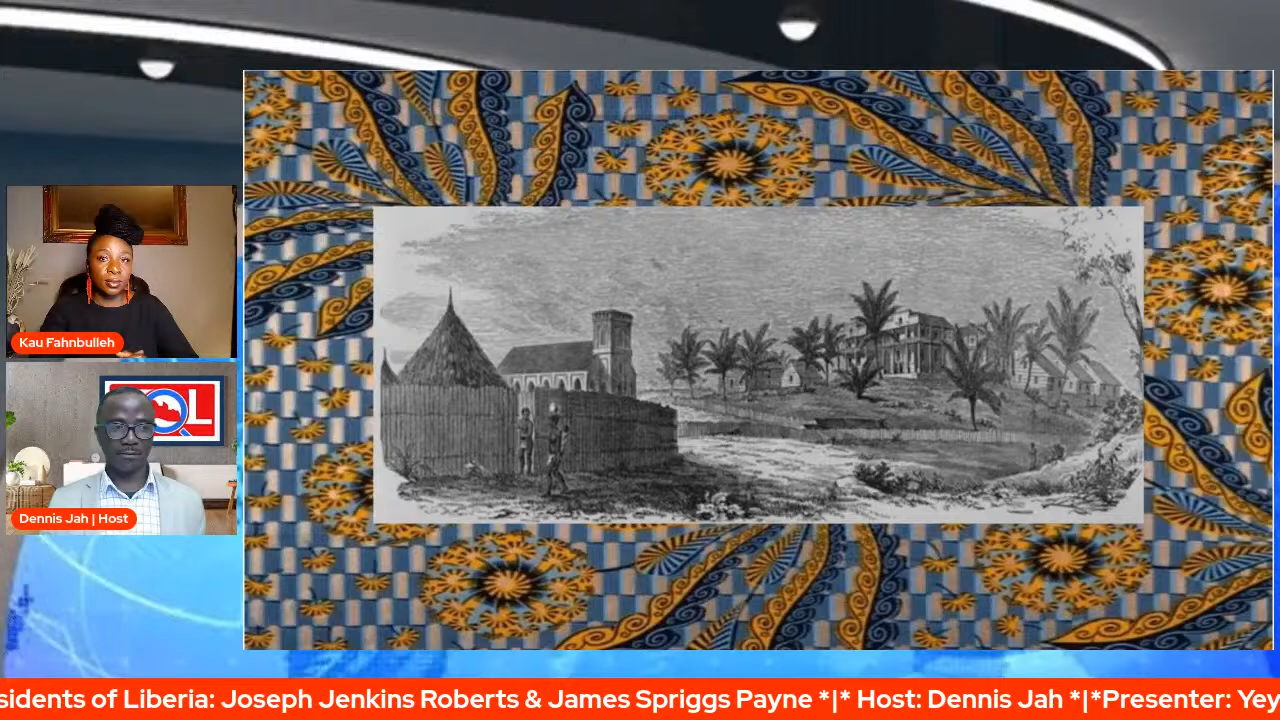 Kau Fahnbulleh
OL
Dennis Jah | Host
sidents of Liberia: Joseph Jenkins Roberts & James Spriggs Payne *|* Host: Dennis Jah *|*Presenter: Yey